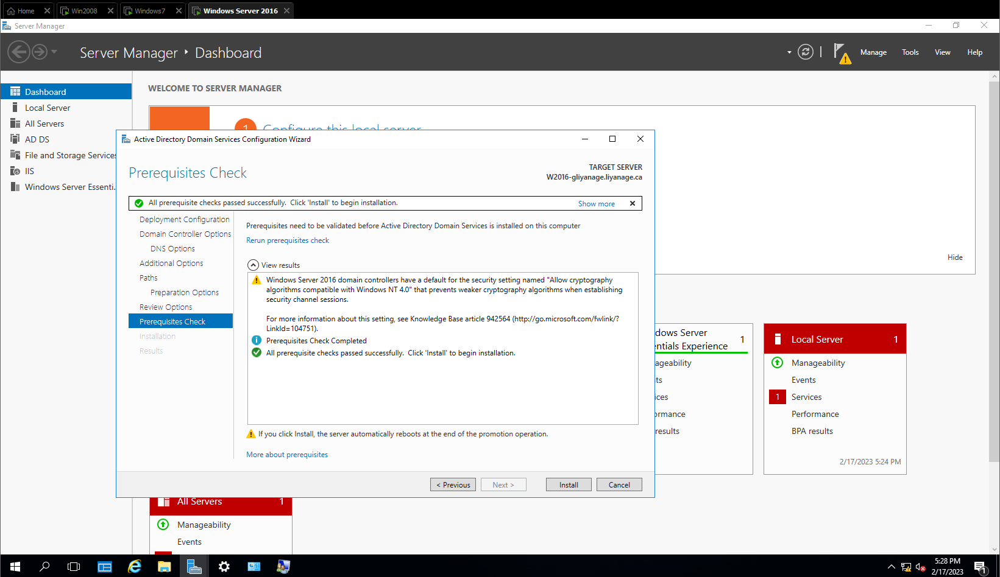 Home
Win2008
Windows7
Windows Server 2016
Server Manager
Server Manager ‣ Dashboard
Manage Tools View Help
Dashboard
Local Server
All Servers
AD DS
File and Storage Services
IIS
Windows Server Essenti.
WELCOME TO SERVER MANAGER
1 Configure this local server
Hide
Active Directory Domain Services Configuration Wizard
Prerequisites Check
TARGET SERVER
W2016-gliyanage.liyanage.ca
All prerequisite checks passed successfully.  Click 'Install' to begin installation.
Show more
Deployment Configuration
Domain Controller Options
DNS Options
Additional Options
Paths
Preparation Options
Review Options
Prerequisites Check
Installation
Results
Prerequisites need to be validated before Active Directory Domain Services is installed on this computer
Rerun prerequisites check
View results
Windows Server 2016 domain controllers have a default for the security setting named "Allow cryptography
algorithms compatible with Windows NT 4.0" that prevents weaker cryptography algorithms when establishing
security channel sessions.
For more information about this setting, see Knowledge Base article 942564 (http://go.microsoft.com/fwlink/?
LinkId=104751).
Prerequisites Check Completed
All prerequisite checks passed successfully.  Click 'Install' to begin installation.
If you click Install, the server automatically reboots at the end of the promotion operation.
More about prerequisites
< Previous
Next >
Install
Cancel
dows Server
entials Experience 1
ageability
ts
ices
ormance
results
Local Server 1
Manageability
Events
1 Services
Performance
BPA results
2/17/2023 5:24 PM
All Servers 1
Manageability
Events
5:28 PM
2/17/2023
1